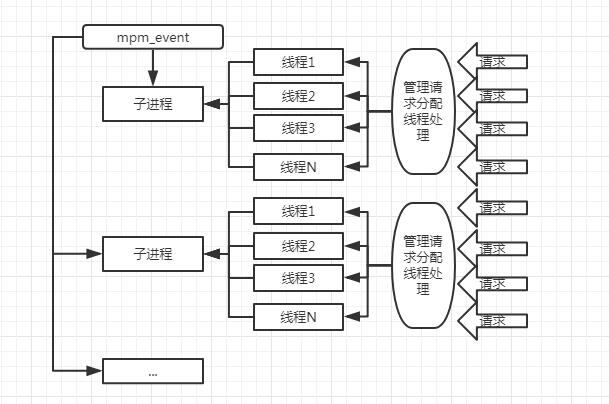 mpm_event
子进程
线程1
线程2
线程3
线程N
管理请
求分配
线程处
理
请求
请求
请求
请求
子进程
线程1
线程2
线程3
线程N
管理请
求分配
线程处
理
请求
请求
请求
请求
...